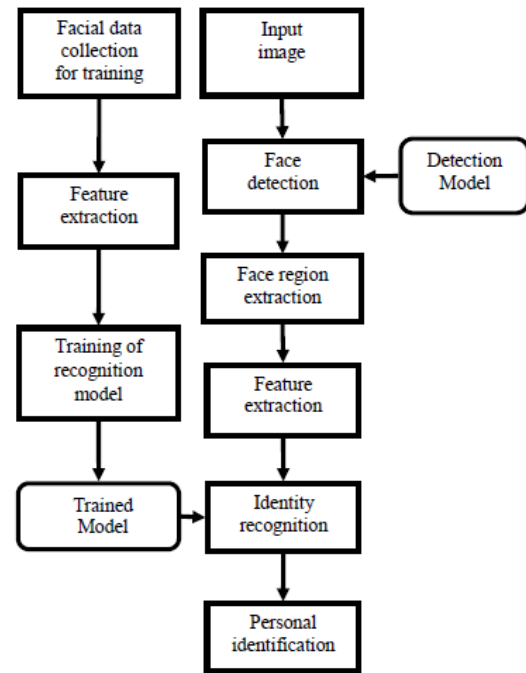 Facial data
collection
for training
Feature
extraction
Training of
recognition
model
Trained
Model
Input
image
Face
detection
Detection
Model
Face region
extraction
Feature
extraction
Identity
recognition
Personal
identification